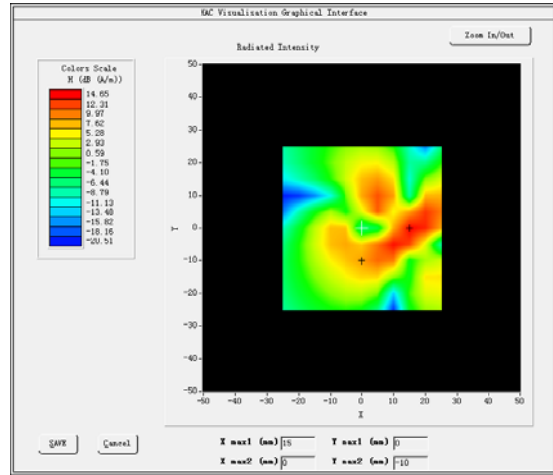 HAC Visualisation Graphical Interface
Zoom In/Out
Radiated Intensity
Colors Scale
H (dB (A/m))
14.65
12.31
9.97
7.62
5.28
2.93
0.59
-1.75
-4.10
-6.44
-8.79
-11.13
-13.48
-15.82
-18.16
-20.51
50
40
30
20
10
0
-10
-20
-30
-40
-50
Y
-50 -40 -30 -20 -10 0 10 20 30 40 50
X
SAVE Cancel
X max1 (mm) 15 Y max1 (mm) 0
X max2 (mm) 0 Y max2 (mm) -10